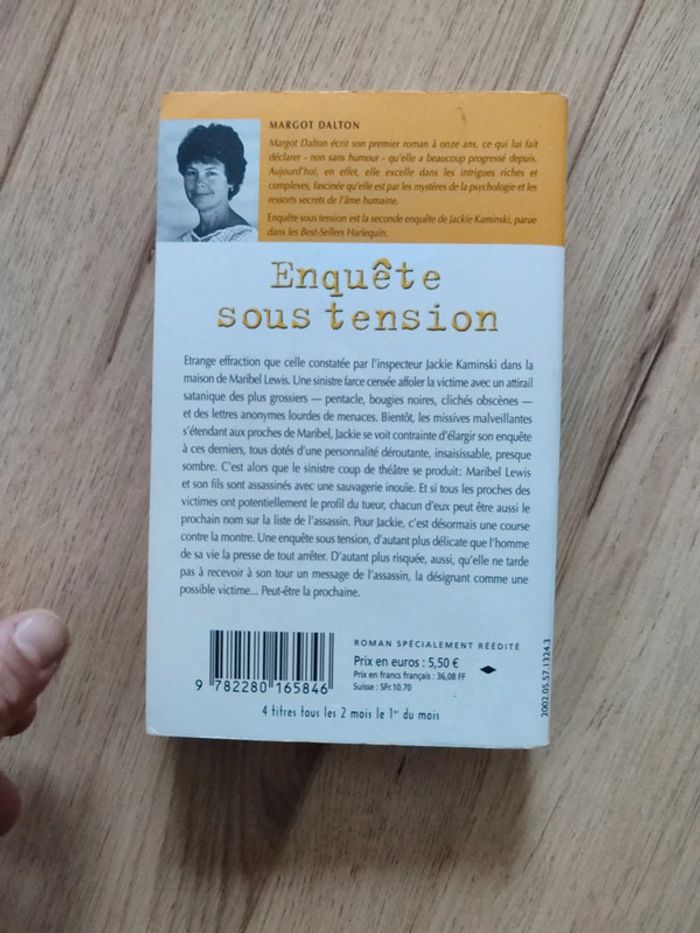 MARGOT DALTON
Margot Dalton écrit son premier roman à onze ans, ce qui lui fait
déclarer - non sans humour - qu'elle a beaucoup progressé depuis.
Aujourd'hui, en effet, elle excelle dans les intrigues riches et
complexes, fascinée qu'elle est par les mystères de la psychologie et les
ressorts secrets de l'âme humaine.
Enquête sous tension est la seconde enquête de Jackie Kaminski, parue
dans les Best-Sellers Harlequin.
Enquête
sous tension
Etrange effraction que celle constatée par l'inspecteur Jackie Kaminski dans la
maison de Maribel Lewis. Une sinistre farce censée affoler la victime avec un attirail
satanique des plus grossiers — pentacle, bougies noires, clichés obscènes —
et des lettres anonymes lourdes de menaces. Bientôt, les missives malveillantes
s'étendant aux proches de Maribel, Jackie se voit contrainte d'élargir son enquête
à ces derniers, tous dotés d'une personnalité déroutante, insaisissable, presque
sombre. C'est alors que le sinistre coup de théâtre se produit : Maribel Lewis
et son fils sont assassinés avec une sauvagerie inouïe. Et si tous les proches des
victimes ont potentiellement le profil du tueur, chacun d'eux peut être aussi le
prochain nom sur la liste de l'assassin. Pour Jackie, c'est désormais une course
contre la montre. Une enquête sous tension, d'autant plus délicate que l'homme
de sa vie la presse de tout arrêter. D'autant plus risquée, aussi, qu'elle ne tarde
pas à recevoir à son tour un message de l'assassin, la désignant comme une
possible victime... Peut-être la prochaine.
ROMAN SPÉCIALEMENT RÉÉDITÉ
Prix en euros : 5,50 €
Prix en francs français : 36,08 FF
Suisse : SFr.10.70
9 782280 165846
4 titres tous les 2 mois le 1er du mois
2002.05.57.1324.3